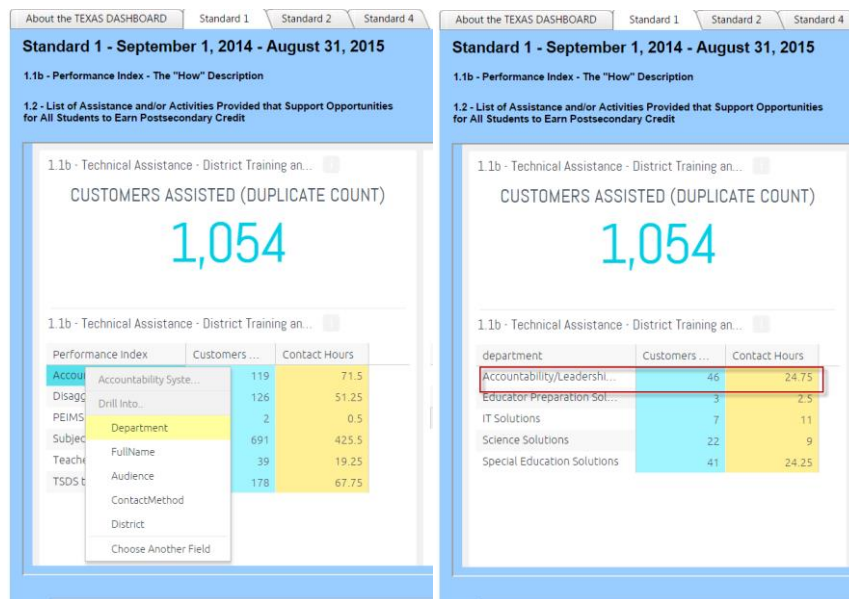 About the TEXAS DASHBOARD Standard 1 Standard 2 Standard 4
Standard 1 - September 1, 2014 - August 31, 2015
1.1b - Performance Index - The "How" Description
1.2 - List of Assistance and/or Activities Provided that Support Opportunities
for All Students to Earn Postsecondary Credit
1.1b - Technical Assistance - District Training an...
CUSTOMERS ASSISTED (DUPLICATE COUNT)
1,054
1.1b - Technical Assistance - District Training an...
Performance Index Customers ... Contact Hours
Accou 119 71.5
Disagg 126 51.25
PEIMS 2 0.5
Subjec 691 425.5
Teache 39 19.25
TSDS t 178 67.75
Accountability Syste...
Drill Into...
Department
FullName
Audience
ContactMethod
District
Choose Another Field
About the TEXAS DASHBOARD Standard 1 Standard 2 Standard 4
Standard 1 - September 1, 2014 - August 31, 2015
1.1b - Performance Index - The "How" Description
1.2 - List of Assistance and/or Activities Provided that Support Opportunities
for All Students to Earn Postsecondary Credit
1.1b - Technical Assistance - District Training an...
CUSTOMERS ASSISTED (DUPLICATE COUNT)
1,054
1.1b - Technical Assistance - District Training an...
department Customers ... Contact Hours
Accountability/Leadershi... 46 24.75
Educator Preparation Sol... 3 2.5
IT Solutions 7 11
Science Solutions 22 9
Special Education Solutions 41 24.25